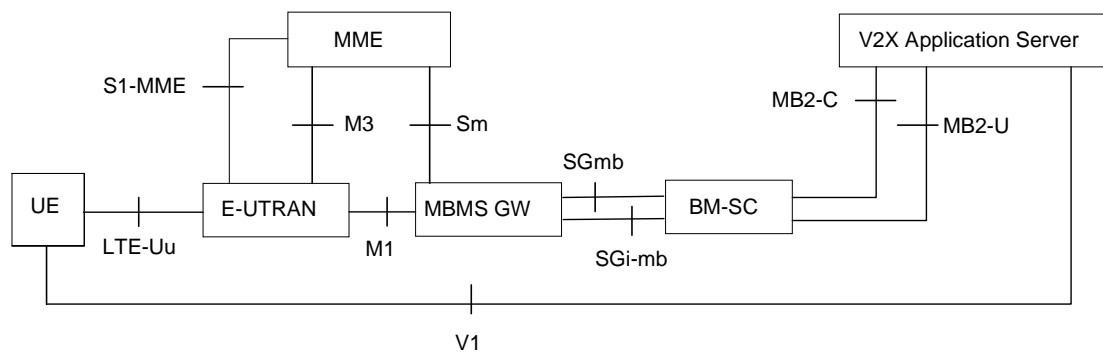 MME
V2X Application Server
S1-MME
MB2-C
M3
Sm
MB2-U
SGmb
UE
E-UTRAN
MBMS GW
BM-SC
LTE-Uu
M1
SGi-mb
V1